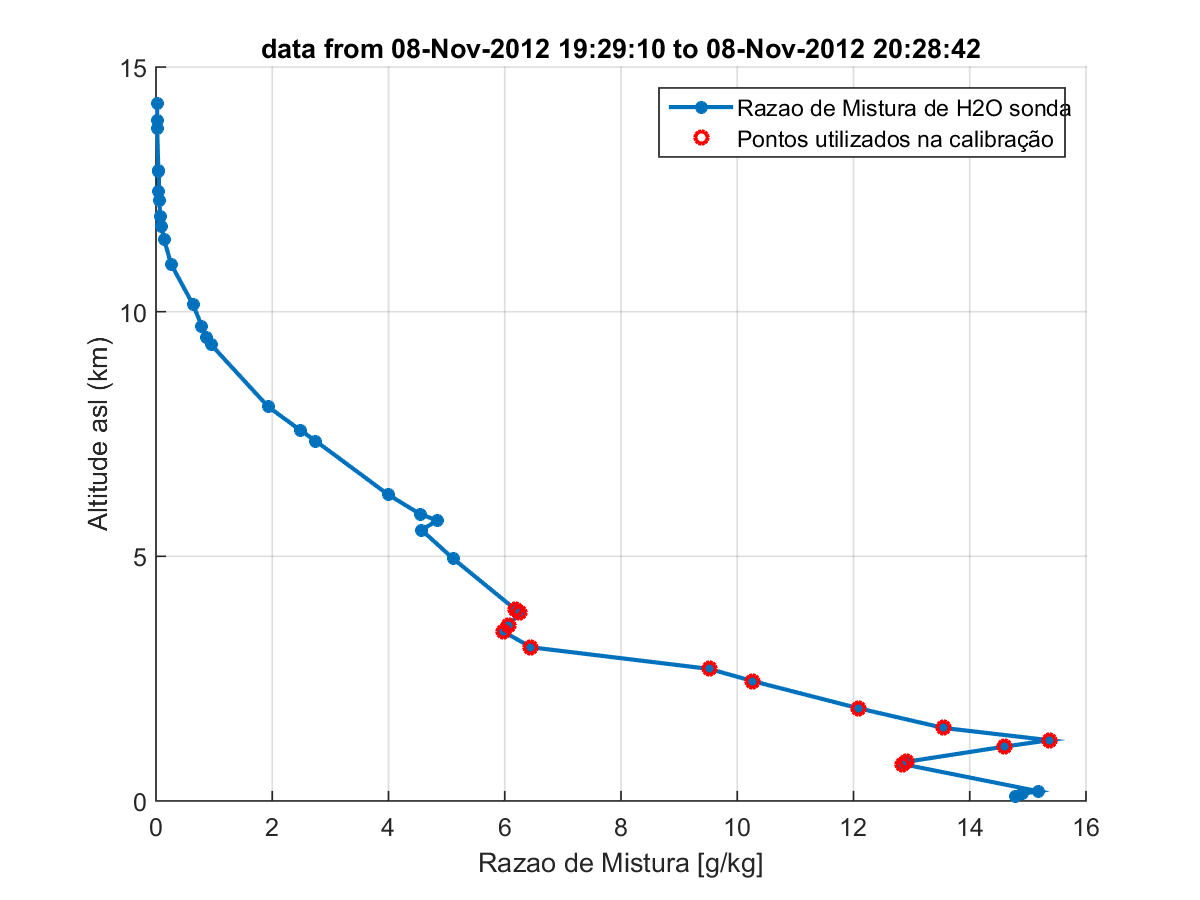 data from 08-Nov-2012 19:29:10 to 08-Nov-2012 20:28:42
Razao de Mistura de H2O sonda
Pontos utilizados na calibração
15
10
5
0
Altitude asl (km)
0 2 4 6 8 10 12 14 16
Razao de Mistura [g/kg]